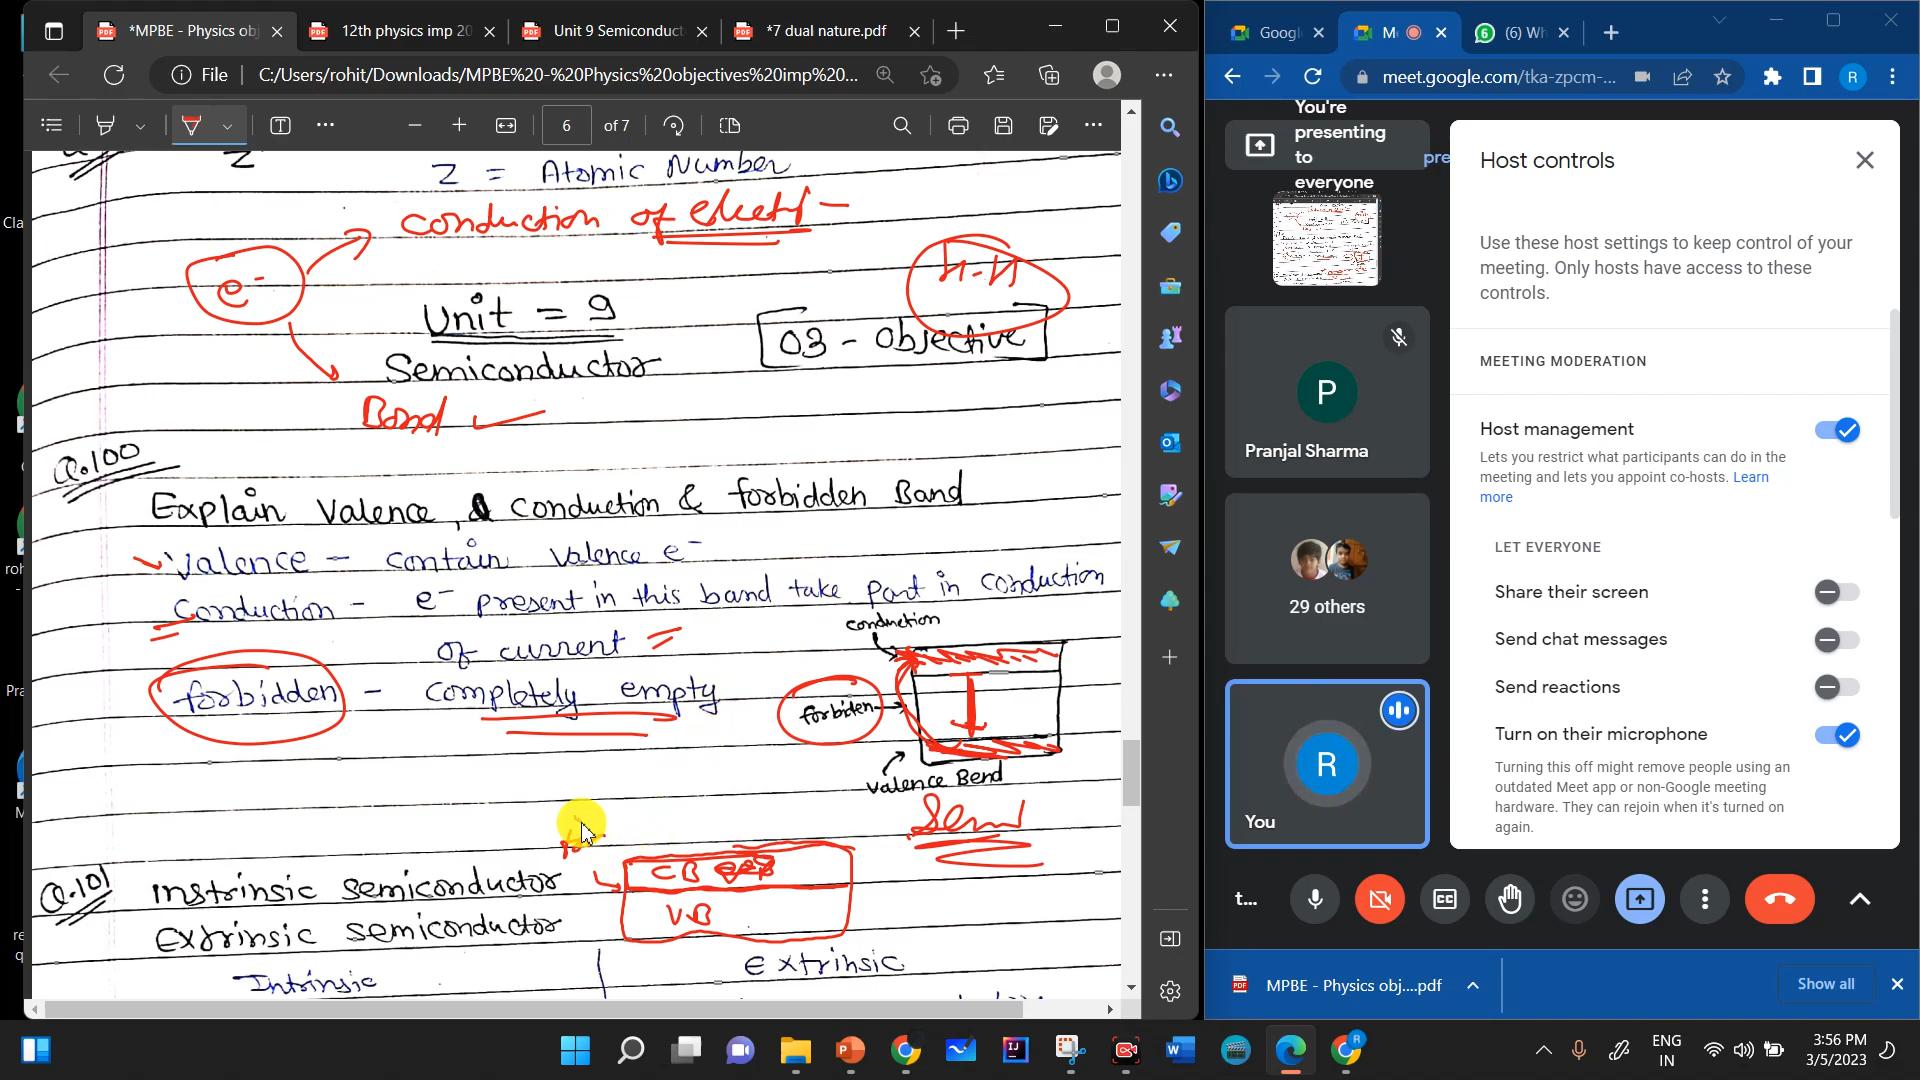 *MPBE - Physics obj
12th physics imp 20
Unit 9 Semiconduct
*7 dual nature.pdf
File
C:/Users/rohit/Downloads/MPBE%20-%20Physics%20objectives%20imp%20...
6 of 7
Z
Z = Atomic Number
Conduction of
e-
H-H
Unit = 9
03 - objective
Semiconductor
Bond
Q.100
Explain Valence, & conduction & forbidden Band
Valence - contain valence e-
Conduction - e- present in this band take part in conduction
of current
conduction
forbidden - completely empty
forbiden
Valence Bend
Semi
Q.101 Instrinsic semiconductor
CB
Extrinsic semiconductor
VB
Intrinsic
extrinsic
Googl
M
(6) Wh
meet.google.com/tka-zpcm-...
R
You're presenting to everyone
pre
Pranjal Sharma
P
29 others
R
You
Host controls
Use these host settings to keep control of your
meeting. Only hosts have access to these
controls.
MEETING MODERATION
Host management
Lets you restrict what participants can do in the
meeting and lets you appoint co-hosts. Learn
more
LET EVERYONE
Share their screen
Send chat messages
Send reactions
Turn on their microphone
Turning this off might remove people using an
outdated Meet app or non-Google meeting
hardware. They can rejoin when it's turned on
again.
t...
MPBE - Physics obj....pdf
Show all
ENG
IN
3:56 PM
3/5/2023